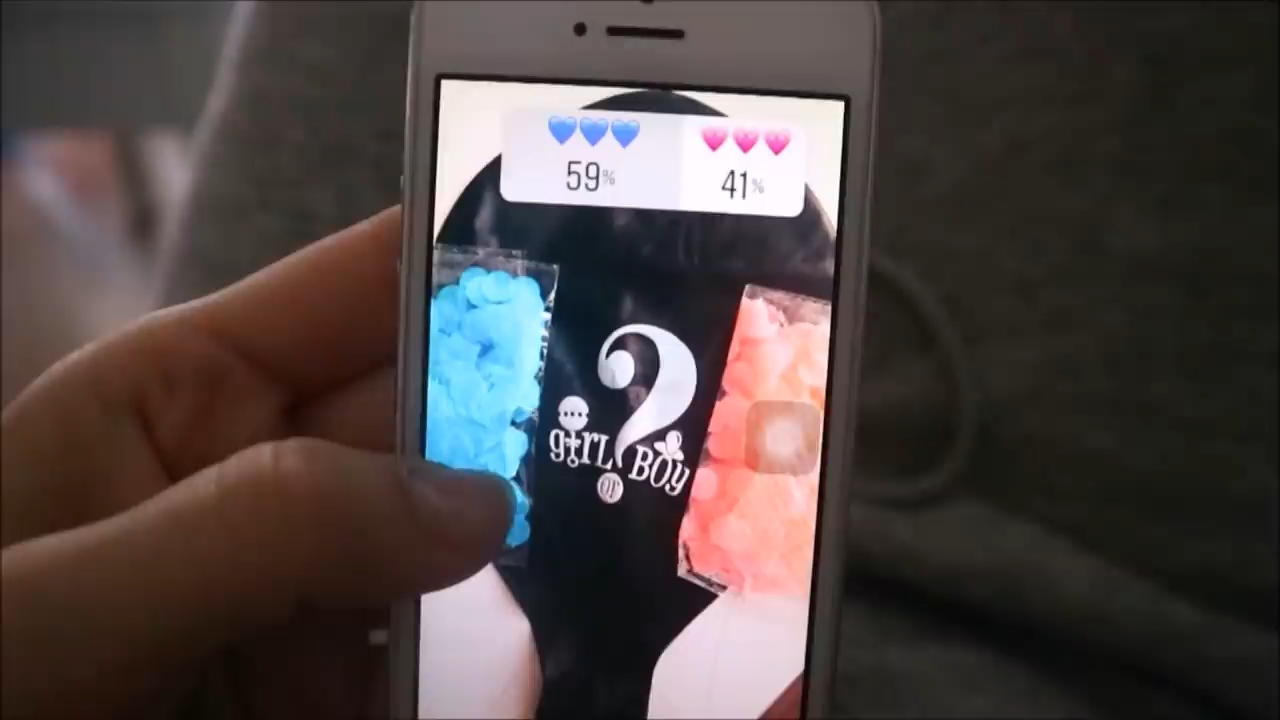 💙💙💙 💗💗💗
59% 41%
?
girl BOy
or